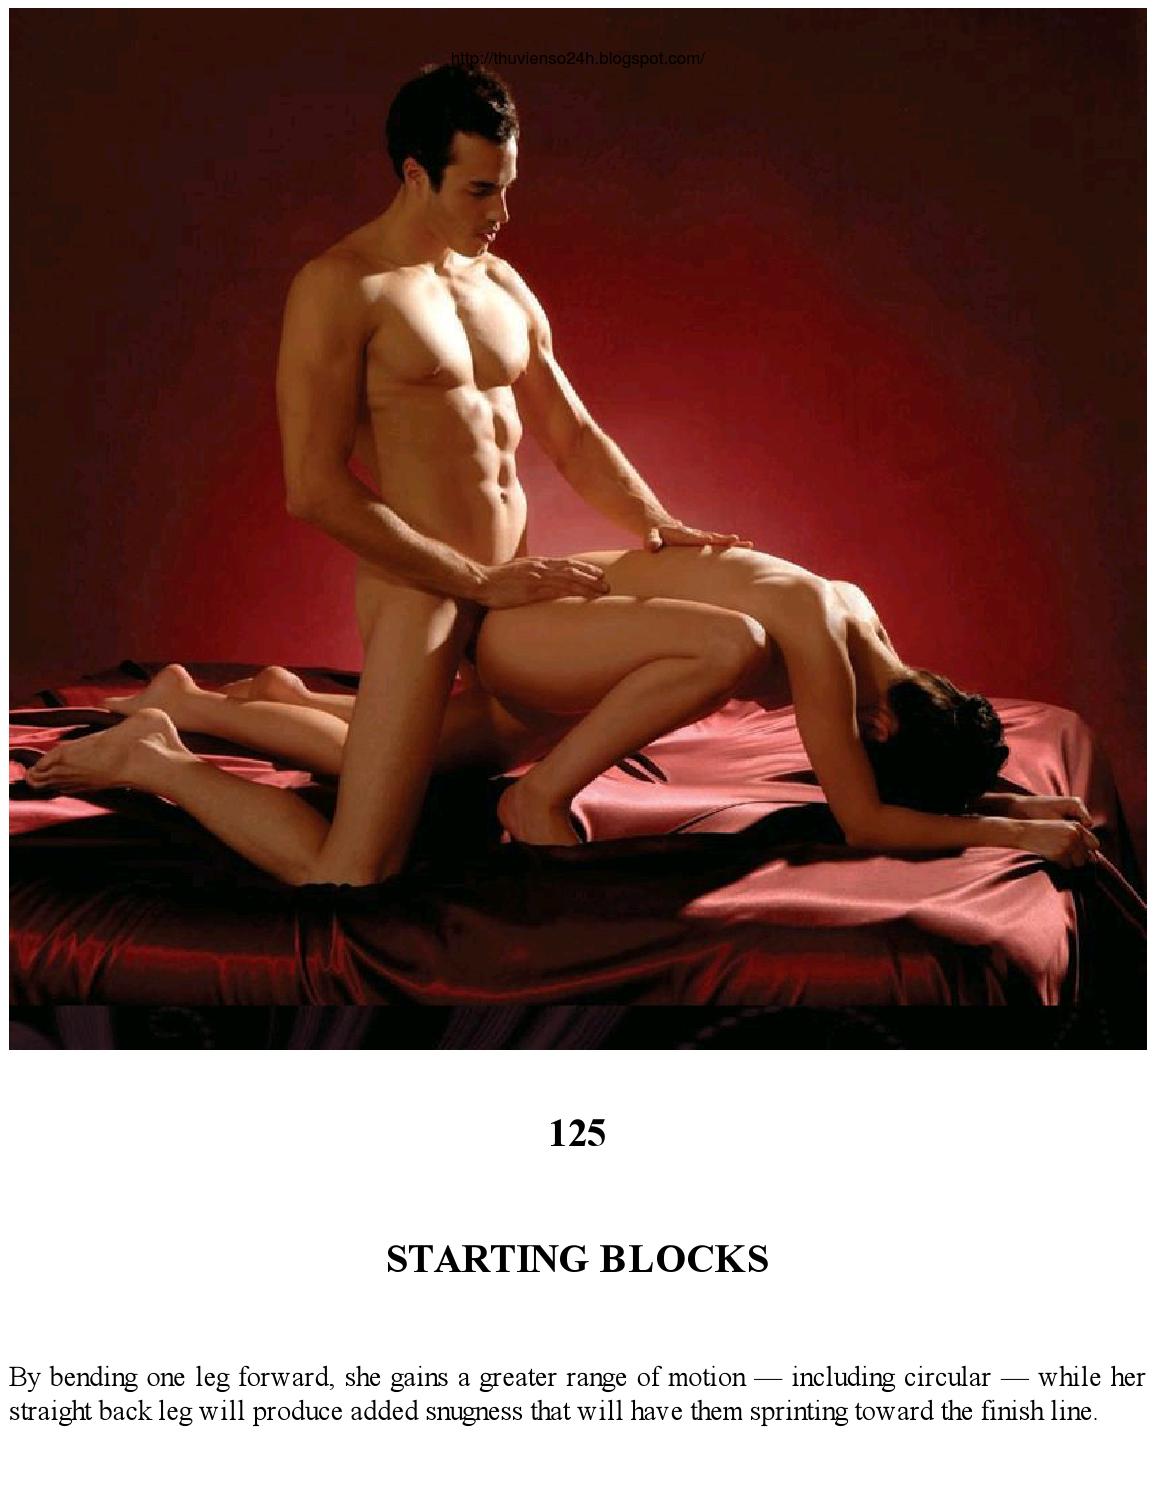 http://thuvienso24h.blogspot.com/
125
STARTING BLOCKS
By bending one leg forward, she gains a greater range of motion — including circular — while her
straight back leg will produce added snugness that will have them sprinting toward the finish line.